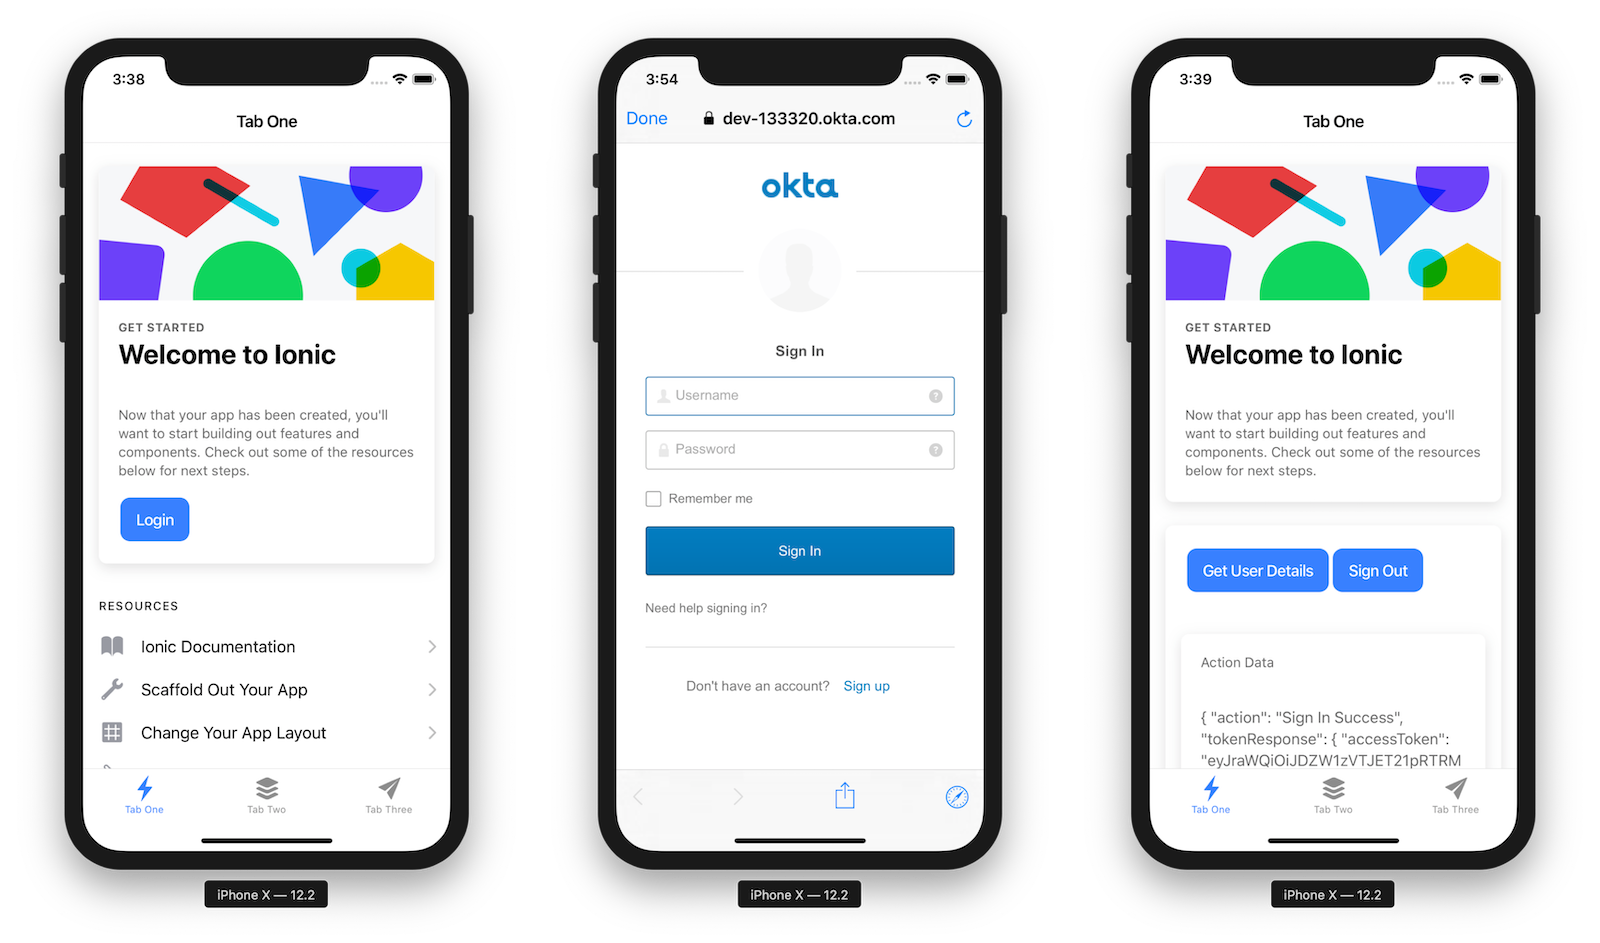 3:38
Tab One
GET STARTED
Welcome to Ionic
Now that your app has been created, you'll
want to start building out features and
components. Check out some of the resources
below for next steps.
Login
RESOURCES
Ionic Documentation
Scaffold Out Your App
Change Your App Layout
Tab One
Tab Two
Tab Three
iPhone X — 12.2
3:54
Done
dev-133320.okta.com
okta
Sign In
Username
?
Password
?
Remember me
Sign In
Need help signing in?
Don't have an account? Sign up
iPhone X — 12.2
3:39
Tab One
GET STARTED
Welcome to Ionic
Now that your app has been created, you'll
want to start building out features and
components. Check out some of the resources
below for next steps.
Get User Details
Sign Out
Action Data
{ "action": "Sign In Success",
"tokenResponse": { "accessToken":
"eyJraWQiOiJDZW1zVTJET21pRTRM
Tab One
Tab Two
Tab Three
iPhone X — 12.2